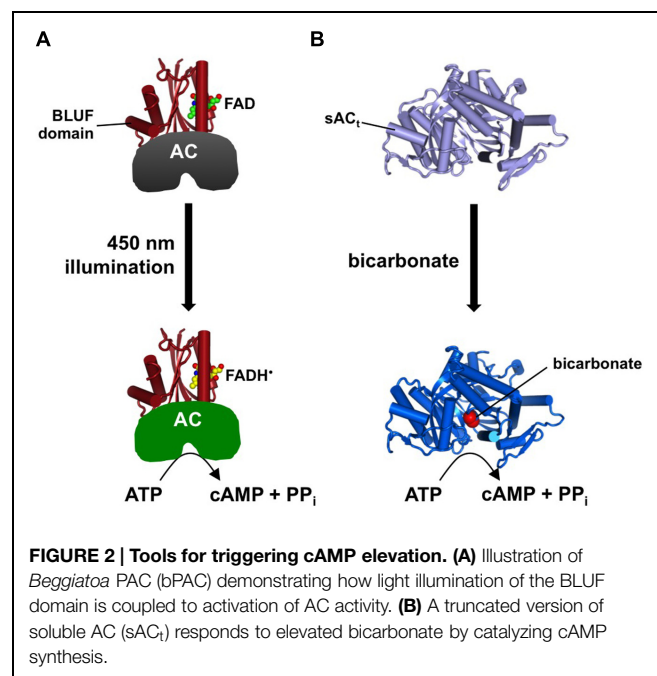 A
B
BLUF
domain
FAD
AC
sACt
450 nm
illumination
bicarbonate
FADH•
AC
bicarbonate
ATP
cAMP + PPi
ATP
cAMP + PPi
FIGURE 2 | Tools for triggering cAMP elevation. (A) Illustration of
Beggiatoa PAC (bPAC) demonstrating how light illumination of the BLUF
domain is coupled to activation of AC activity. (B) A truncated version of
soluble AC (sACt) responds to elevated bicarbonate by catalyzing cAMP
synthesis.